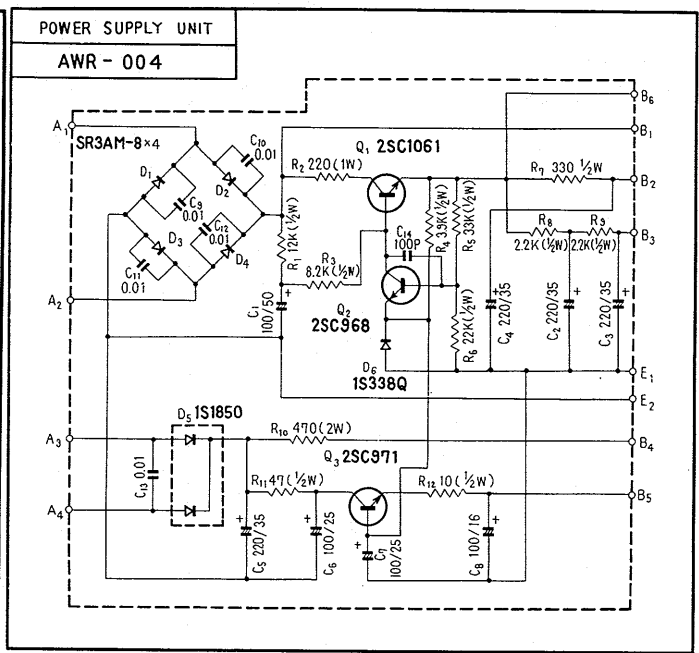 POWER SUPPLY UNIT
AWR - 004
B6
A1
B1
SR3AM-8×4
C10
0.01
Q1 2SC1061
D1
D2
R2 220(1W)
R7 330 ½W
B2
C9
0.01
C12
0.01
C14
100P
R4 3.9K(½W)
R5 33K(½W)
R8
2.2K(½W)
R9
2.2K(½W)
B3
D3
D4
C11
0.01
R1 12K(½W)
R3
8.2K(½W)
A2
C1
100/50
+
Q2
2SC968
R6 22K(½W)
+
C4 220/35
+
C2 220/35
+
C3 220/35
D6
1S338Q
E1
E2
D5 1S1850
A3
R10 470(2W)
B4
C13 0.01
Q3 2SC971
R11 47(½W)
R12 10(½W)
B5
A4
+
C5 220/35
+
C6 100/25
+
C7
100/25
+
C8 100/16